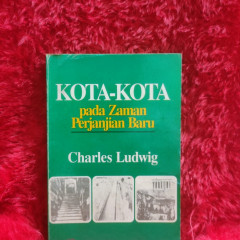 KOTA-KOTA
pada Zaman
Perjanjian Baru
Charles Ludwig